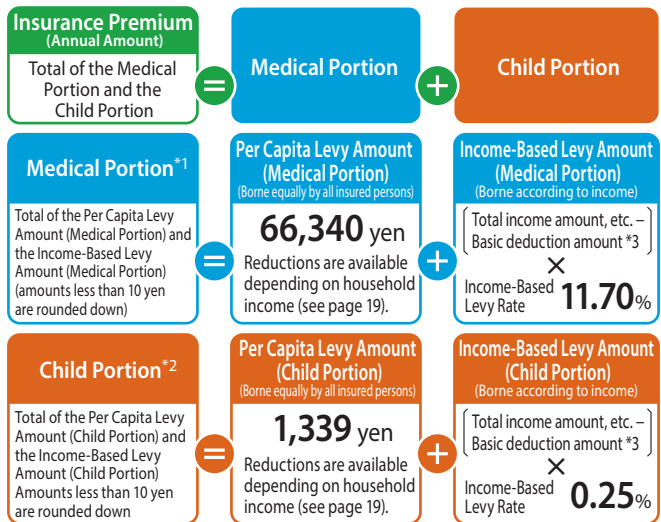 Insurance Premium
(Annual Amount)
Total of the Medical
Portion and the
Child Portion
=
Medical Portion
+
Child Portion
Medical Portion*1
Total of the Per Capita Levy
Amount (Medical Portion) and
the Income-Based Levy
Amount (Medical Portion)
(amounts less than 10 yen
are rounded down)
=
Per Capita Levy Amount
(Medical Portion)
(Borne equally by all insured persons)
66,340 yen
Reductions are available
depending on household
income (see page 19).
+
Income-Based Levy Amount
(Medical Portion)
(Borne according to income)
Total income amount, etc. –
Basic deduction amount *3
×
Income-Based
Levy Rate 11.70%
Child Portion*2
Total of the Per Capita Levy
Amount (Child Portion) and
the Income-Based Levy
Amount (Child Portion)
Amounts less than 10 yen
are rounded down
=
Per Capita Levy Amount
(Child Portion)
(Borne equally by all insured persons)
1,339 yen
Reductions are available
depending on household
income (see page 19).
+
Income-Based Levy Amount
(Child Portion)
(Borne according to income)
Total income amount, etc. –
Basic deduction amount *3
×
Income-Based
Levy Rate 0.25%